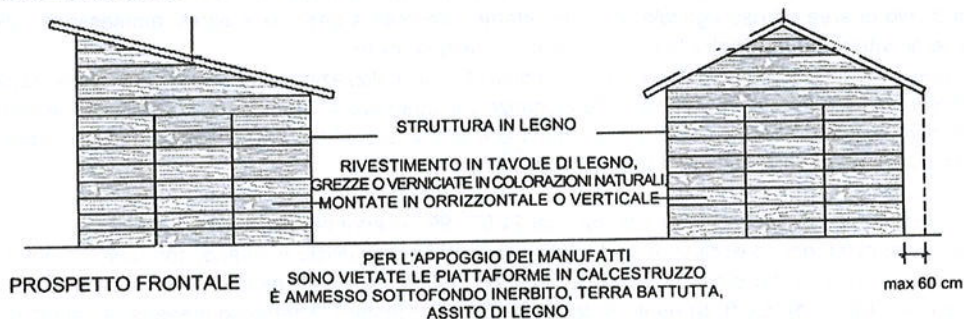 STRUTTURA IN LEGNO
RIVESTIMENTO IN TAVOLE DI LEGNO,
GREZZE O VERNICIATE IN COLORAZIONI NATURALI,
MONTATE IN ORRIZZONTALE O VERTICALE
PROSPETTO FRONTALE
PER L'APPOGGIO DEI MANUFATTI
SONO VIETATE LE PIATTAFORME IN CALCESTRUZZO
È AMMESSO SOTTOFONDO INERBITO, TERRA BATTUTTA,
ASSITO DI LEGNO
max 60 cm